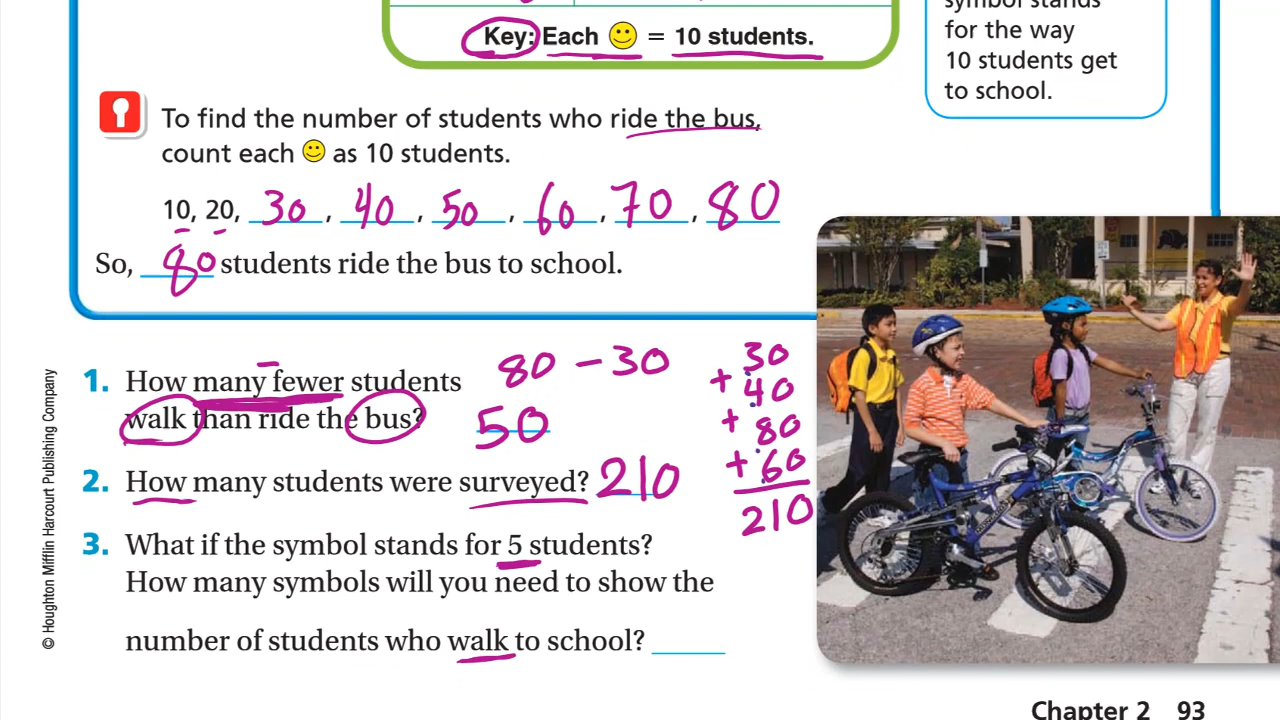 symbol stands
for the way
10 students get
to school.
Key: Each = 10 students.
To find the number of students who ride the bus,
count each as 10 students.
10, 20, 30, 40, 50, 60, 70, 80
So, 80 students ride the bus to school.
1. How many fewer students
walk than ride the bus?
80 - 30
50
30
+ 40
+ 80
+ 60
210
2. How many students were surveyed? 210
3. What if the symbol stands for 5 students?
How many symbols will you need to show the
number of students who walk to school?
© Houghton Mifflin Harcourt Publishing Company
Chapter 2 93